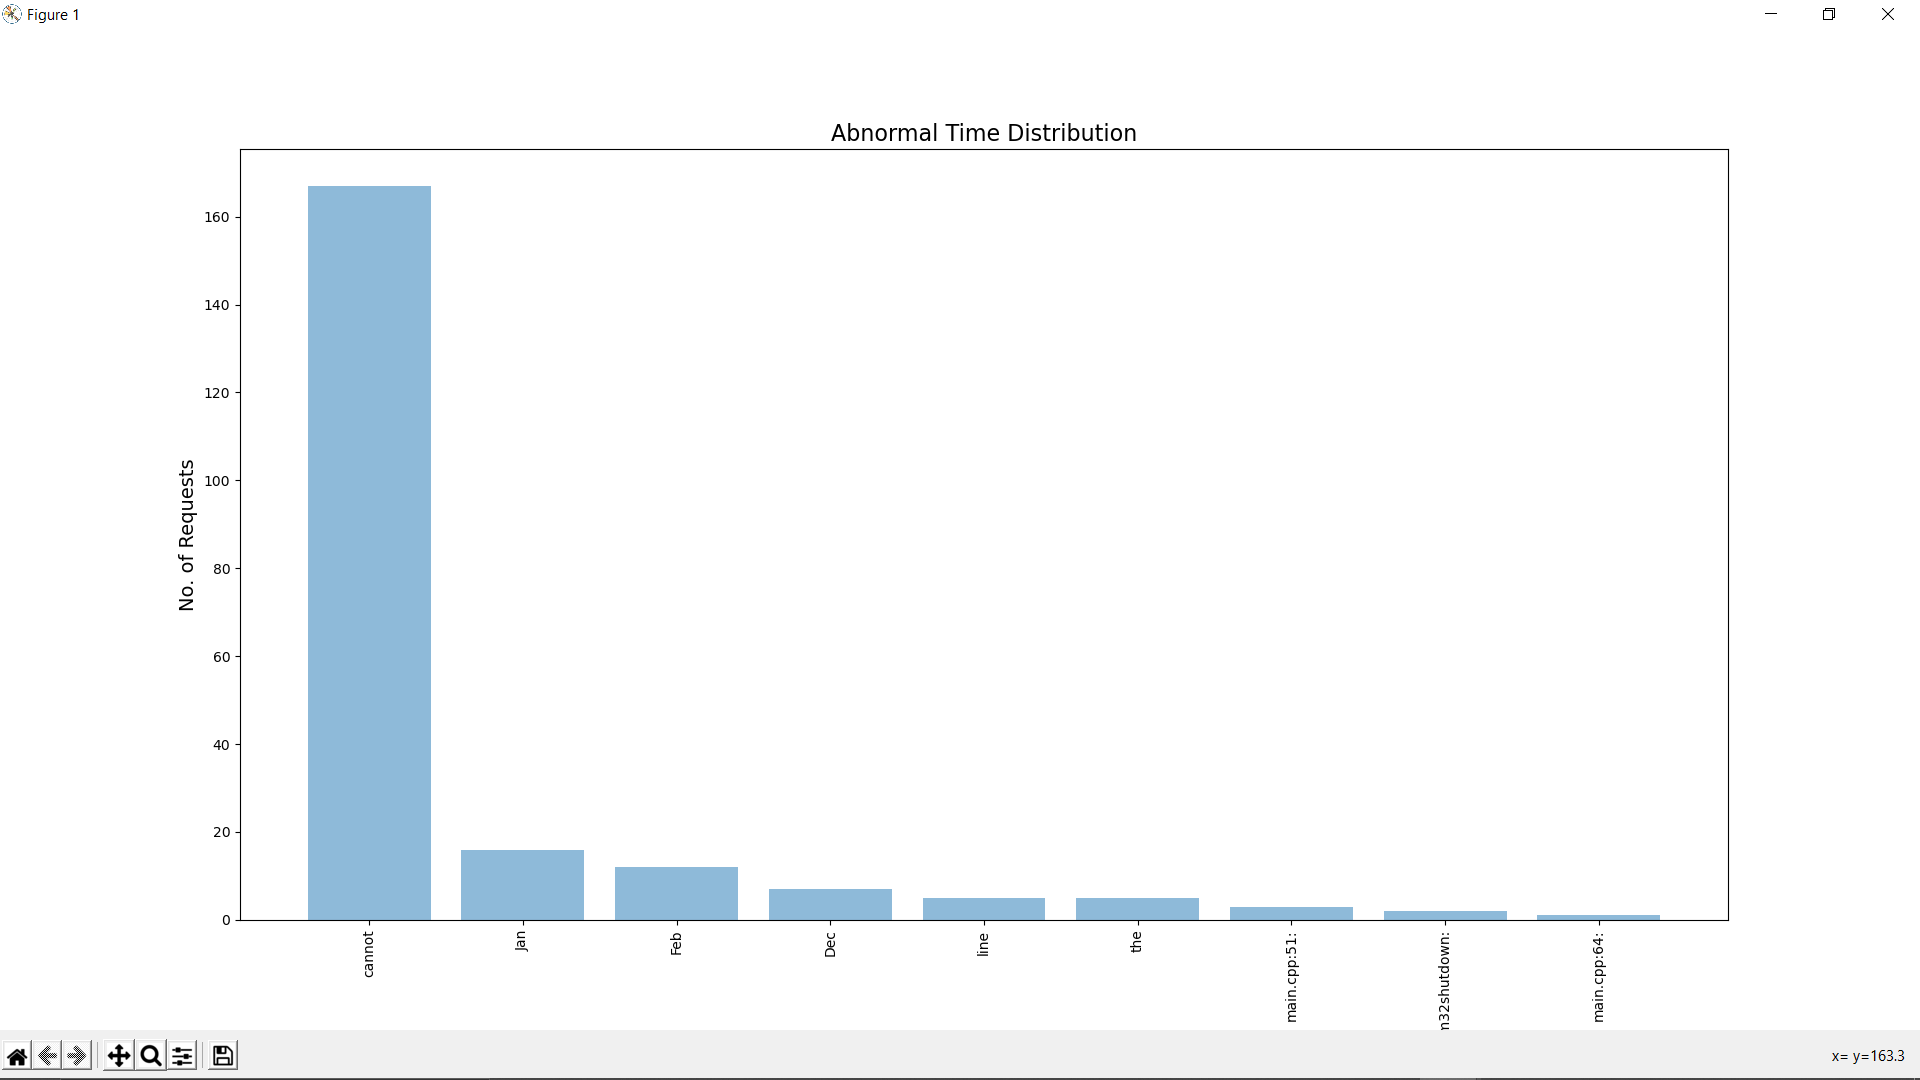 Figure 1
Abnormal Time Distribution
No. of Requests
160
140
120
100
80
60
40
20
0
cannot
Jan
Feb
Dec
line
the
main.cpp:51:
m32shutdown:
main.cpp:64:
x= y=163.3